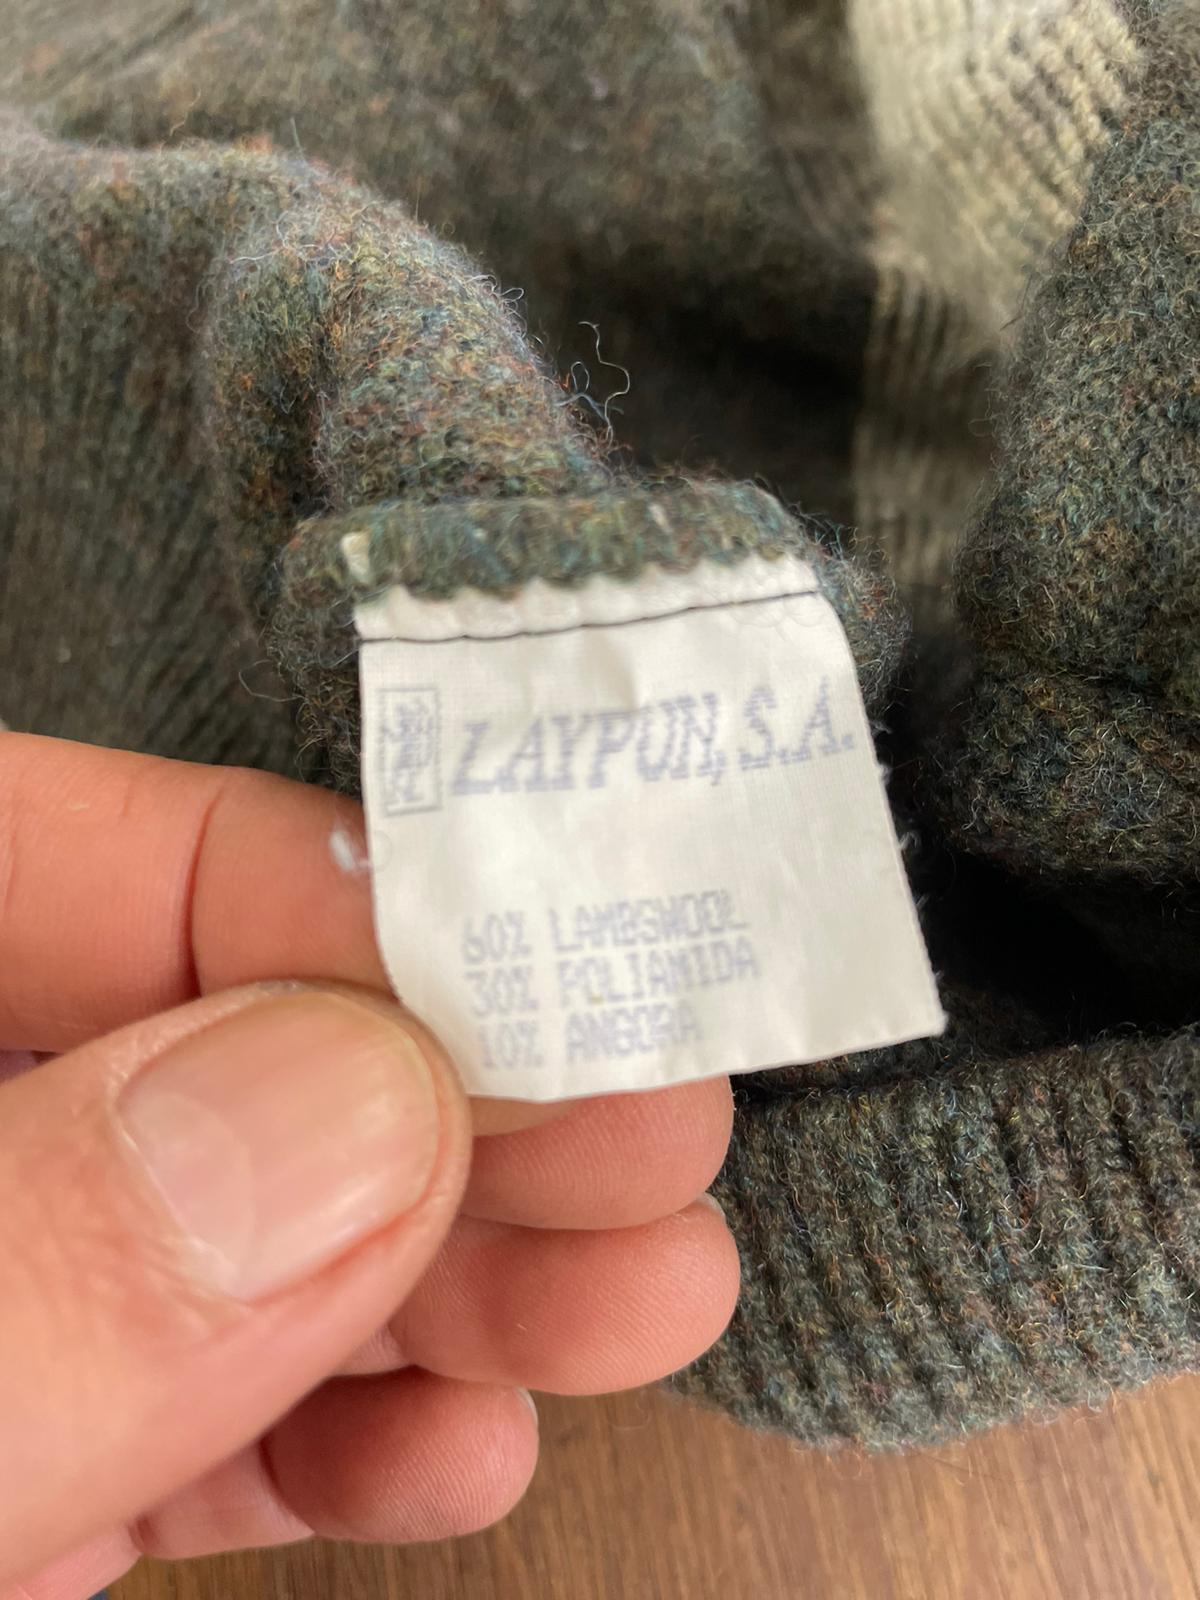 LAYPUN, S.A.
60% LAMBSWOOL
30% POLIAMIDA
10% ANGORA